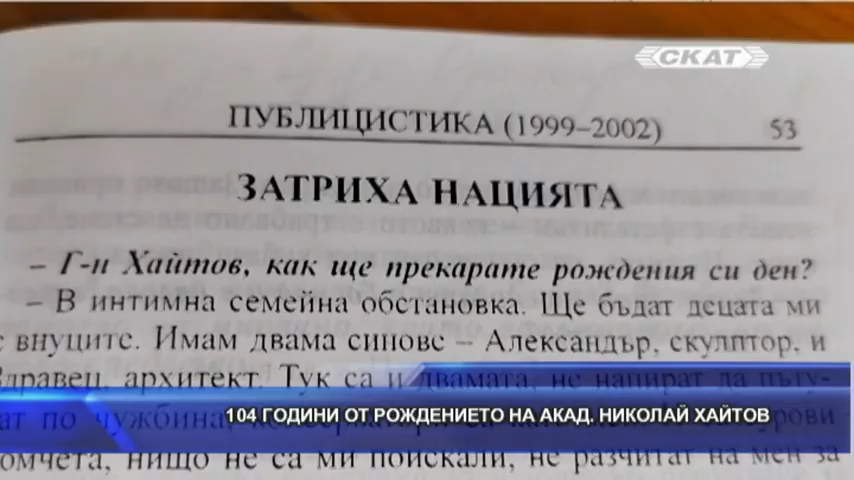 СКАТ
ПУБЛИЦИСТИКА (1999–2002) 53
ЗАТРИХА НАЦИЯТА
– Г-н Хайтов, как ще прекарате рождения си ден?
– В интимна семейна обстановка. Ще бъдат децата ми
с внуците. Имам двама синове – Александър, скулптор, и
Здравец, архитект. Тук са и двамата, не напират да пъту-
ват по чужбина,
104 ГОДИНИ ОТ РОЖДЕНИЕТО НА АКАД. НИКОЛАЙ ХАЙТОВ
момчета, нищо не са ми поискали, не разчитат на мен за